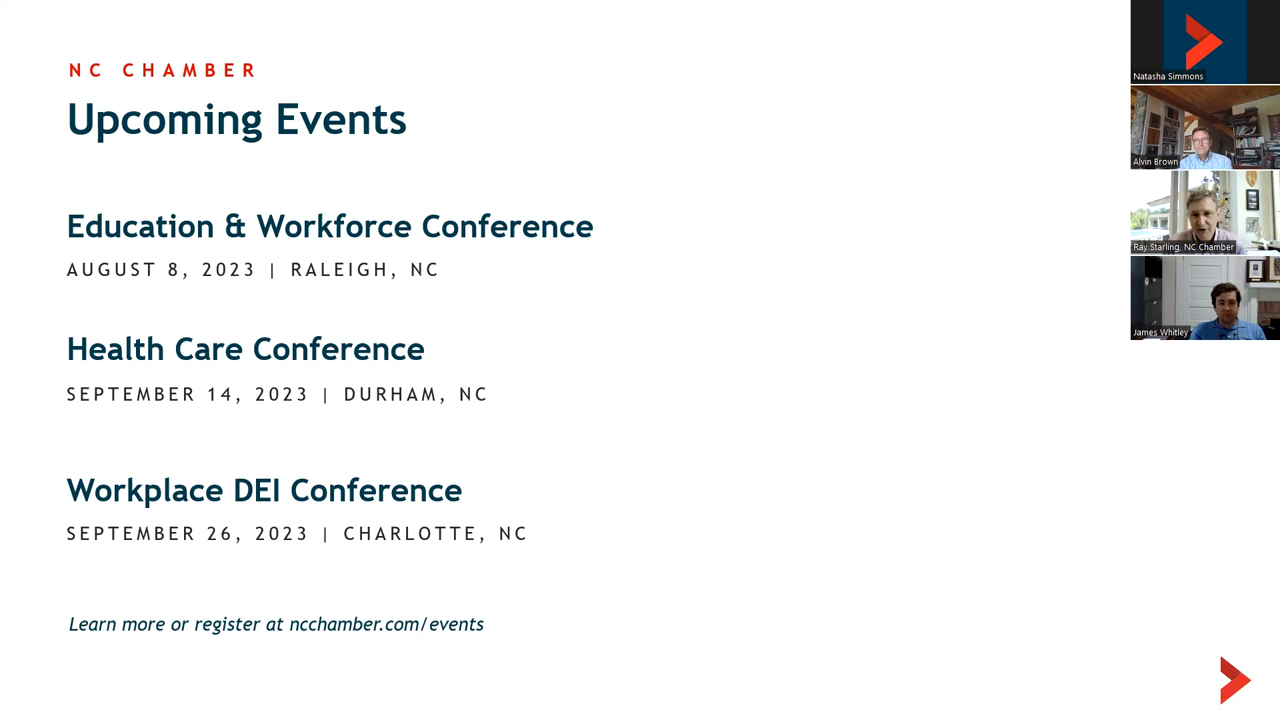 NC CHAMBER
Upcoming Events
Education & Workforce Conference
AUGUST 8, 2023 | RALEIGH, NC
Health Care Conference
SEPTEMBER 14, 2023 | DURHAM, NC
Workplace DEI Conference
SEPTEMBER 26, 2023 | CHARLOTTE, NC
Learn more or register at ncchamber.com/events
Natasha Simmons
Alvin Brown
Ray Starling, NC Chamber
James Whitley